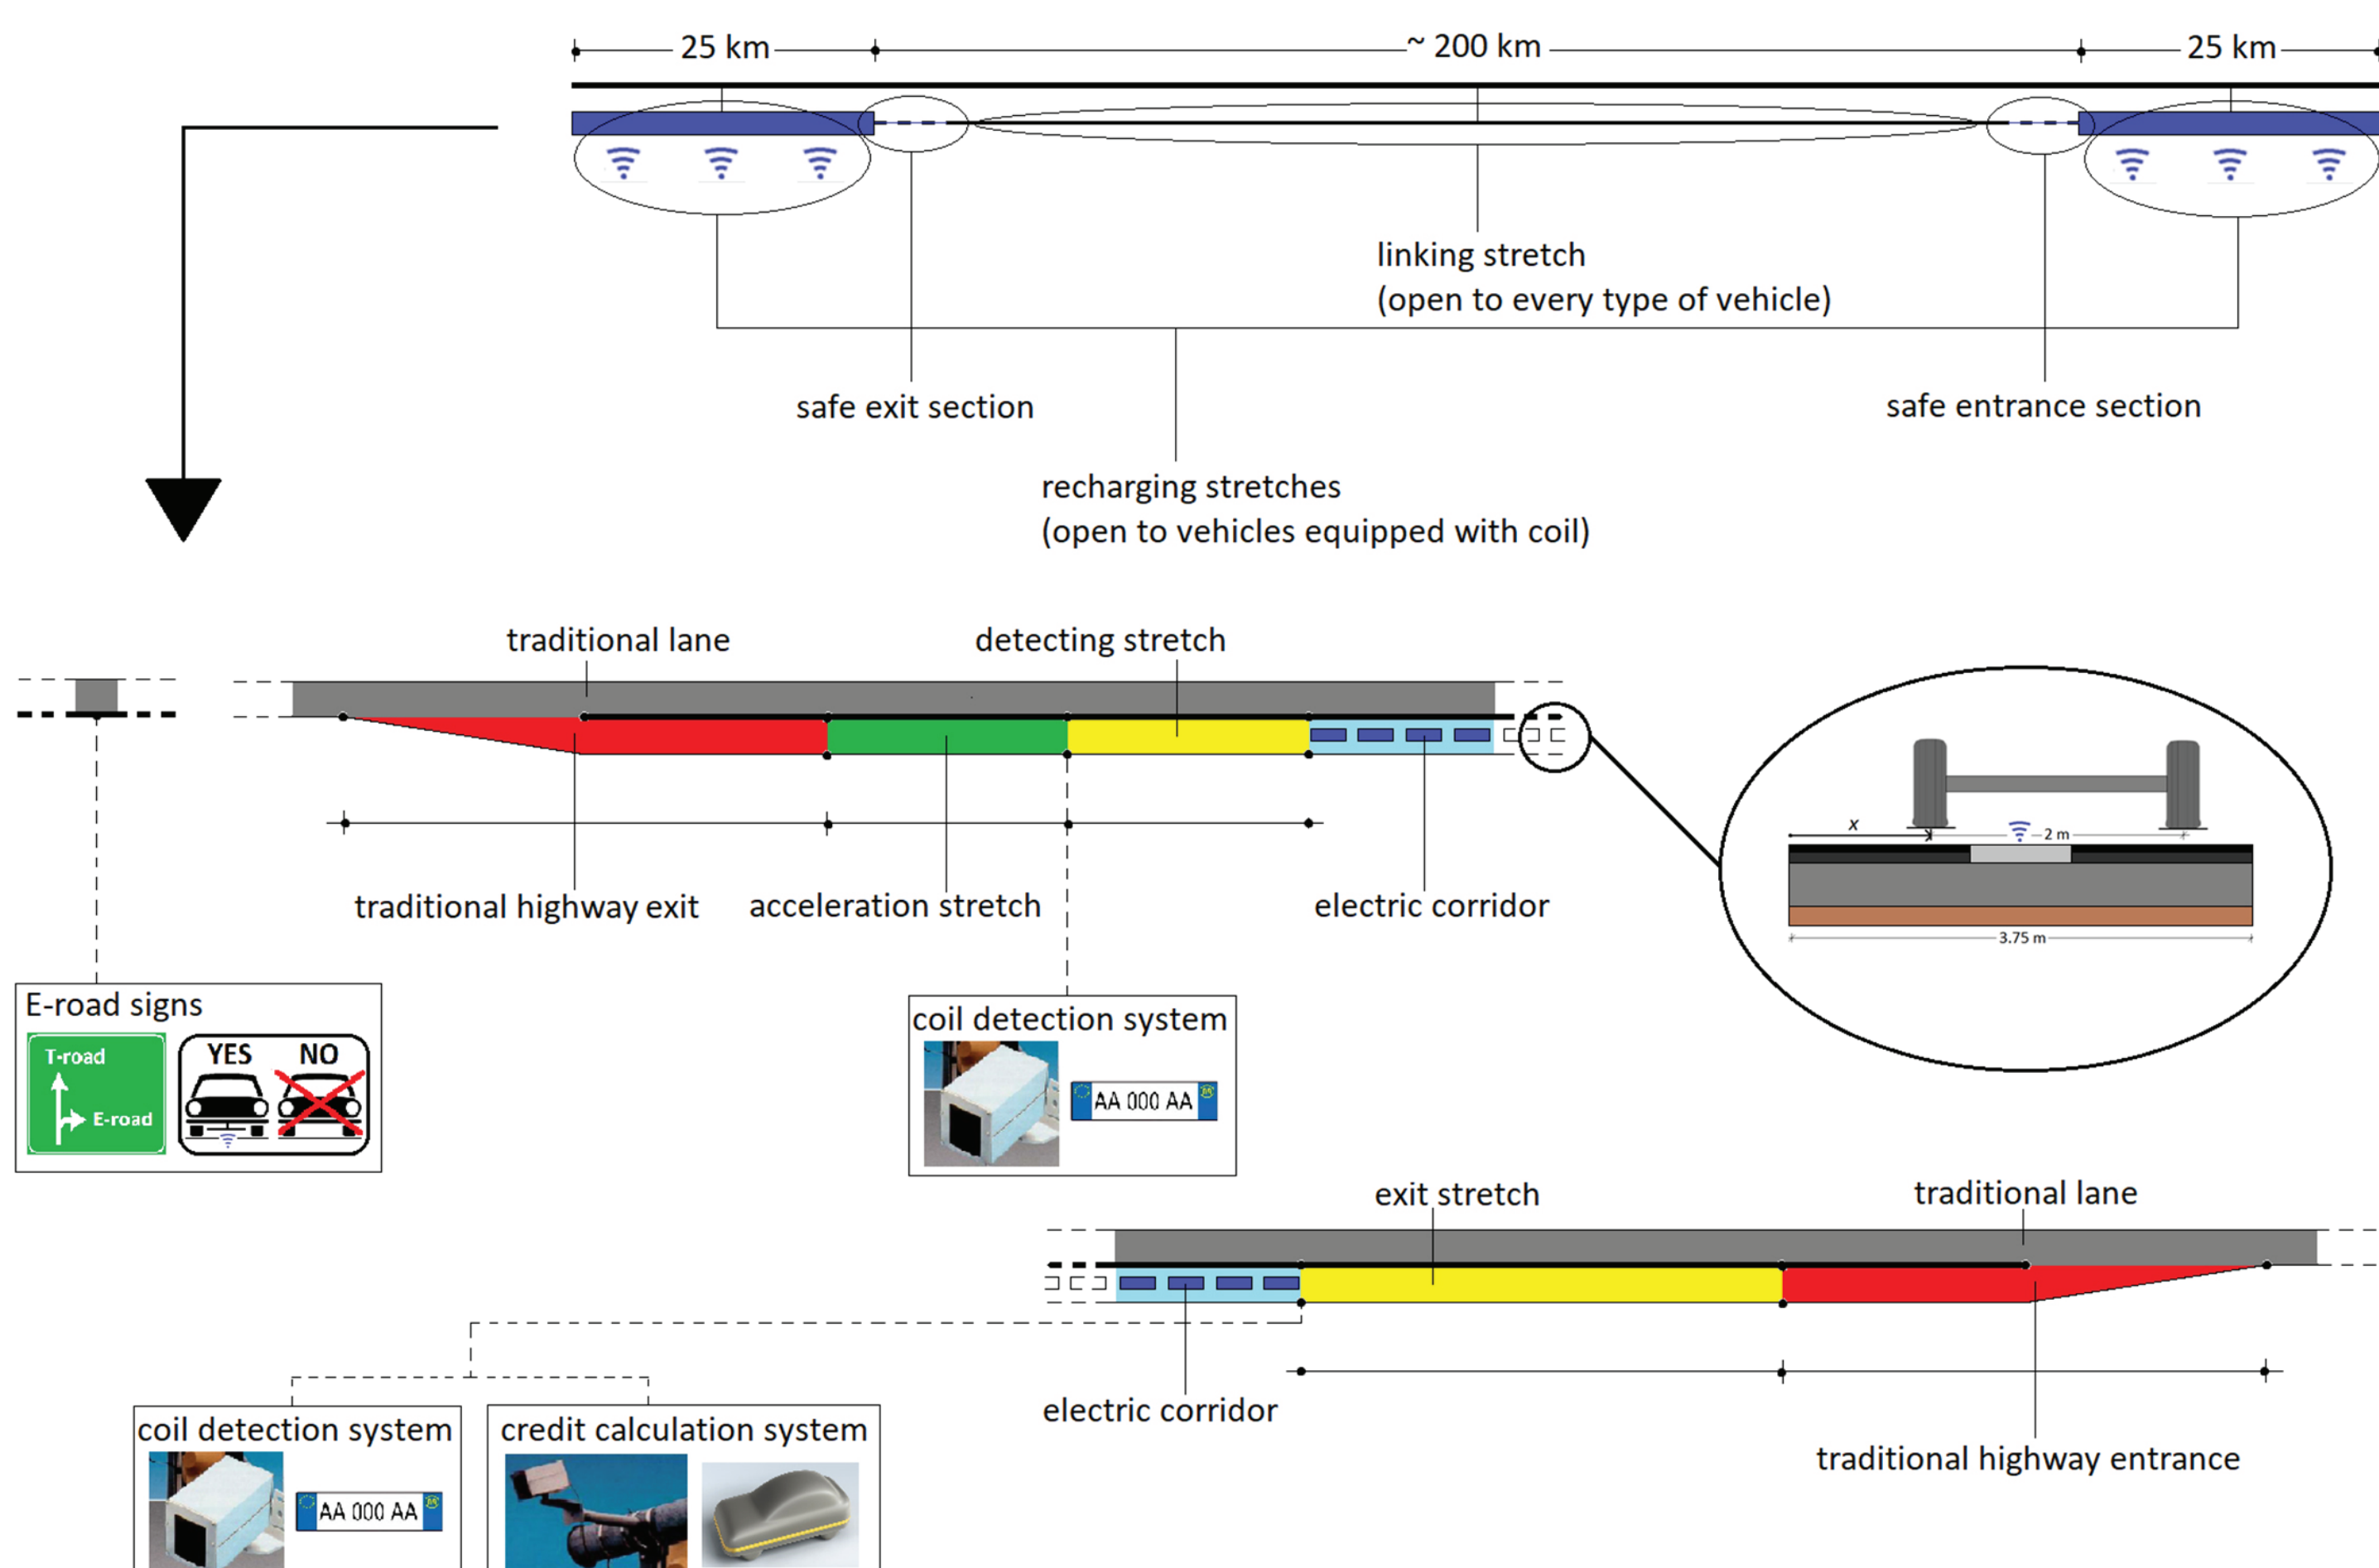 25 km
~ 200 km
25 km
linking stretch
(open to every type of vehicle)
safe exit section
safe entrance section
recharging stretches
(open to vehicles equipped with coil)
traditional lane
detecting stretch
x
2 m
3.75 m
traditional highway exit
acceleration stretch
electric corridor
E-road signs
T-road
E-road
YES
NO
coil detection system
AA 000 AA
exit stretch
traditional lane
electric corridor
traditional highway entrance
coil detection system
AA 000 AA
credit calculation system